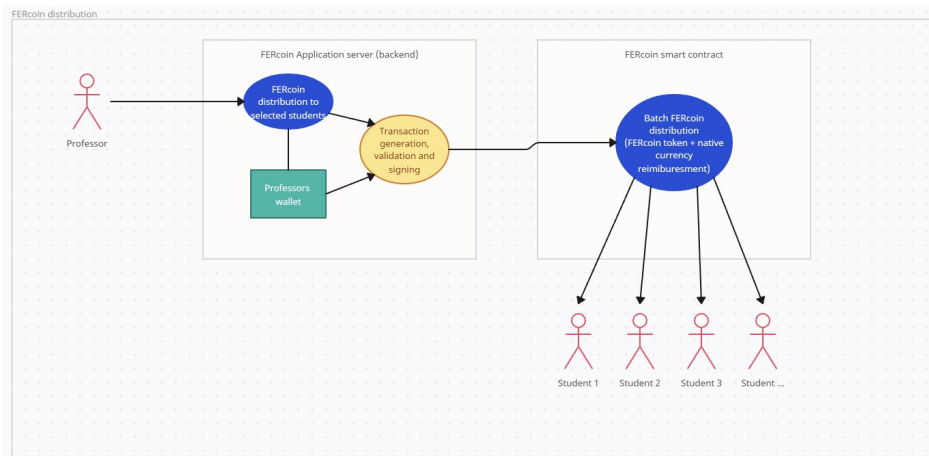 FERcoin distribution
FERcoin Application server (backend)
FERcoin smart contract
Professor
FERcoin
distribution to
selected students
Transaction
generation,
validation and
signing
Professors
wallet
Batch FERcoin
distribution
(FERcoin token + native
currency
reimiburesment)
Student 1
Student 2
Student 3
Student ...